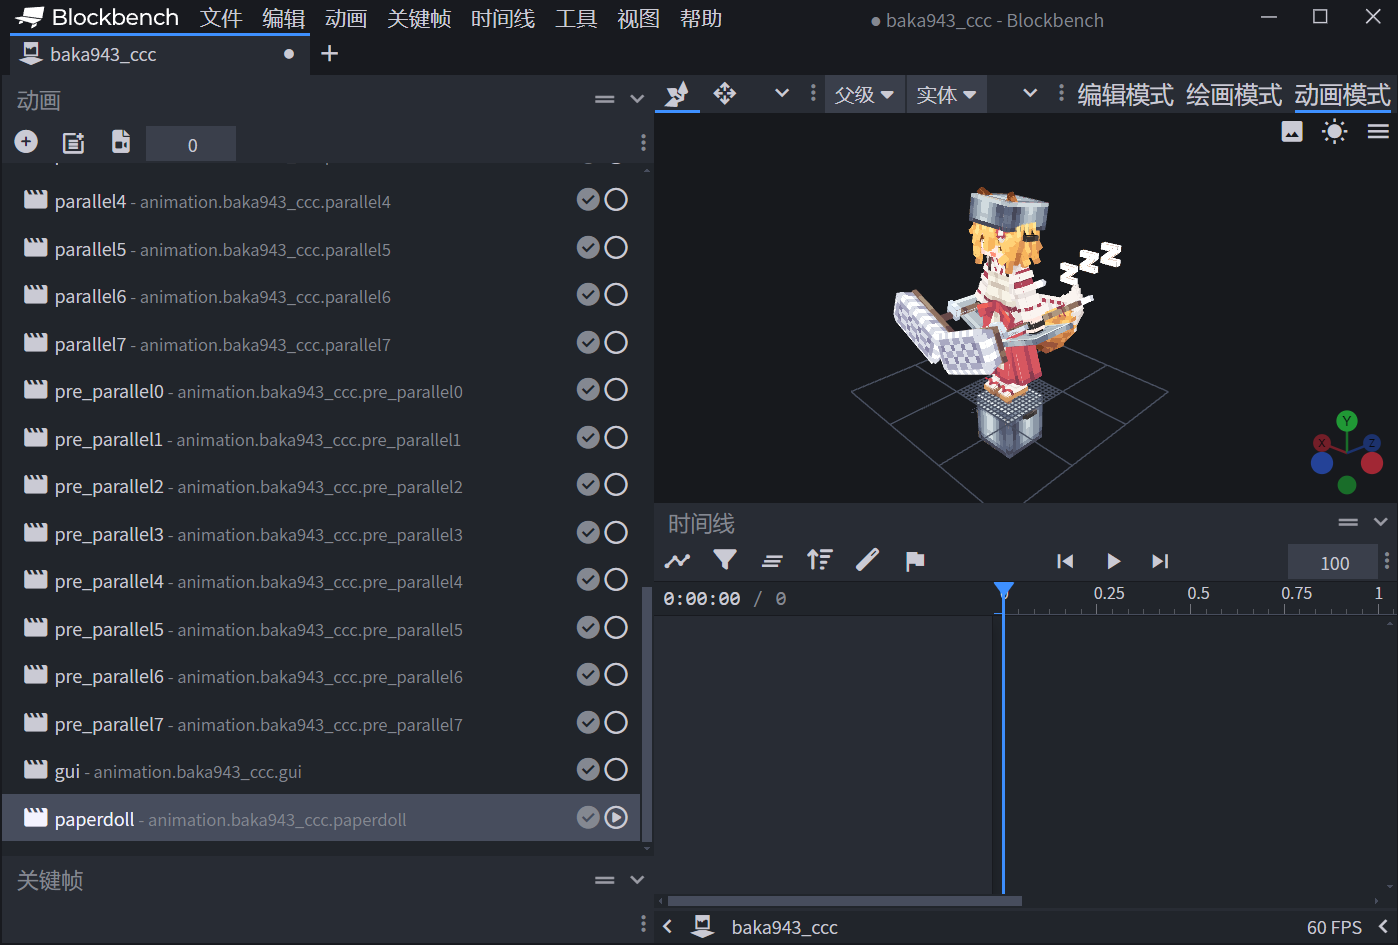 Blockbench 文件 编辑 动画 关键帧 时间线 工具 视图 帮助
baka943_ccc - Blockbench
baka943_ccc
动画
0
父级 实体 编辑模式 绘画模式 动画模式
parallel4 - animation.baka943_ccc.parallel4
parallel5 - animation.baka943_ccc.parallel5
parallel6 - animation.baka943_ccc.parallel6
parallel7 - animation.baka943_ccc.parallel7
pre_parallel0 - animation.baka943_ccc.pre_parallel0
pre_parallel1 - animation.baka943_ccc.pre_parallel1
pre_parallel2 - animation.baka943_ccc.pre_parallel2
pre_parallel3 - animation.baka943_ccc.pre_parallel3
pre_parallel4 - animation.baka943_ccc.pre_parallel4
pre_parallel5 - animation.baka943_ccc.pre_parallel5
pre_parallel6 - animation.baka943_ccc.pre_parallel6
pre_parallel7 - animation.baka943_ccc.pre_parallel7
gui - animation.baka943_ccc.gui
paperdoll - animation.baka943_ccc.paperdoll
关键帧
Z Z Z
Y
X Z
时间线
100
0:00:00 / 0
0 0.25 0.5 0.75 1
baka943_ccc
60 FPS